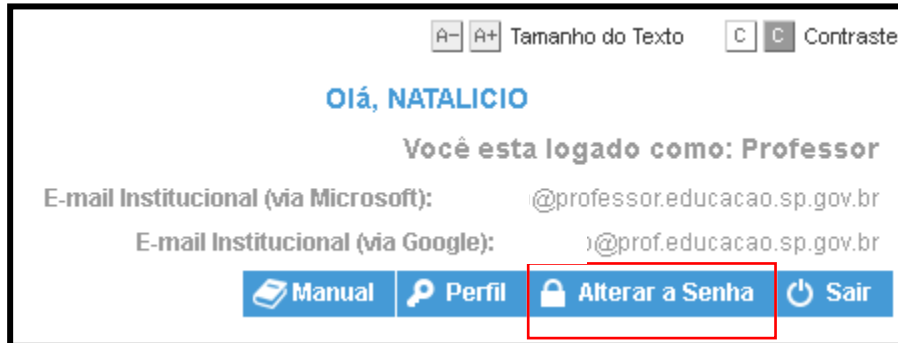 A- A+ Tamanho do Texto C C Contraste
Olá, NATALICIO
Você esta logado como: Professor
E-mail Institucional (via Microsoft): @professor.educacao.sp.gov.br
E-mail Institucional (via Google): @prof.educacao.sp.gov.br
Manual Perfil Alterar a Senha Sair